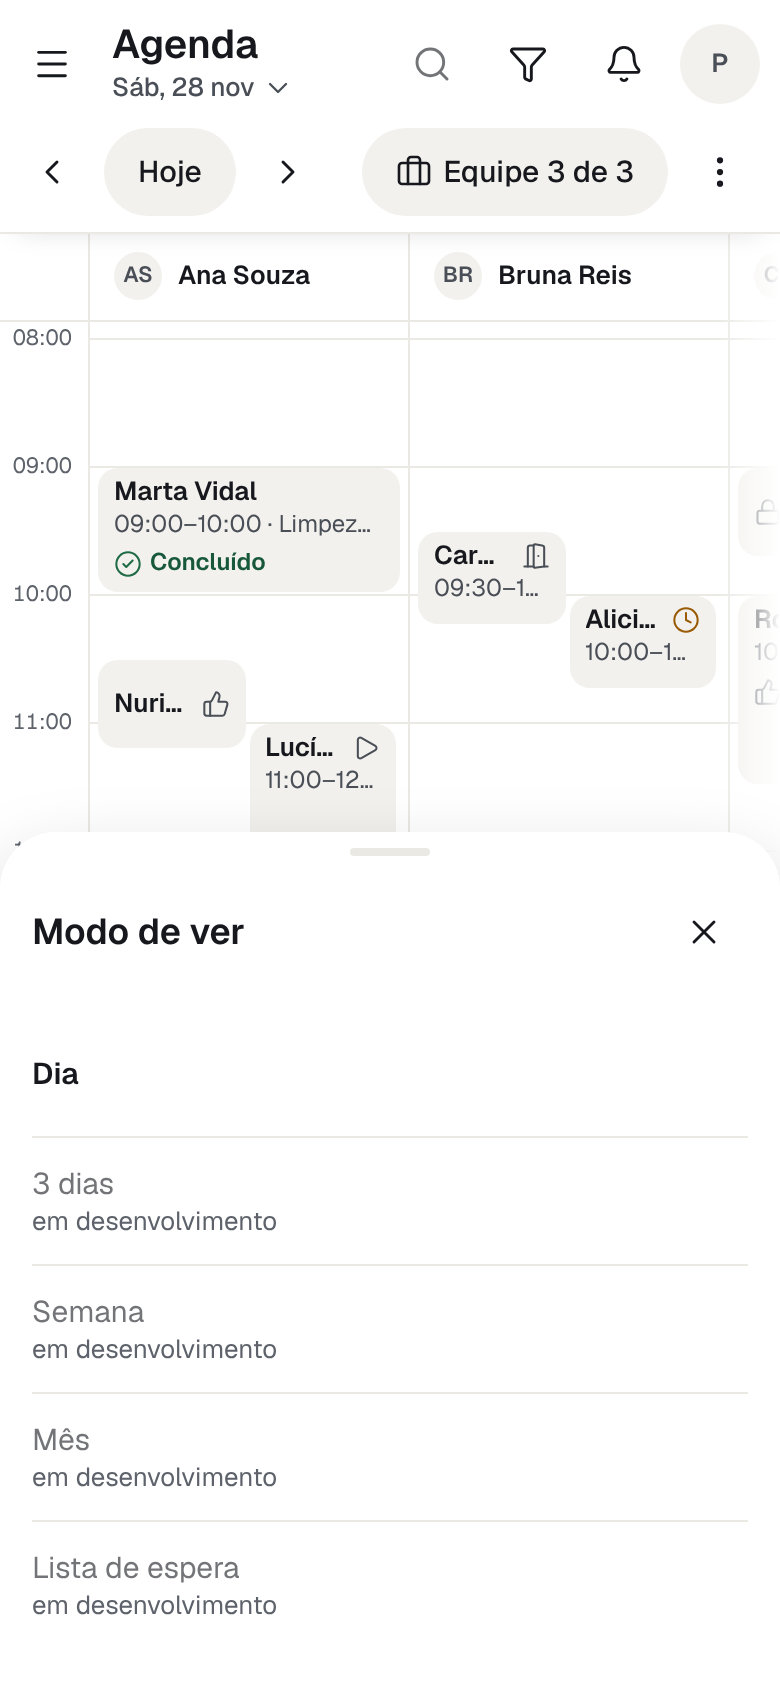 Agenda
Sáb, 28 nov
P
Hoje
Equipe 3 de 3
AS Ana Souza
BR Bruna Reis
08:00
09:00
Marta Vidal
09:00–10:00 · Limpez...
Concluído
Car...
09:30–1...
10:00
Alici...
10:00–1...
Nuri...
11:00
Lucí...
11:00–12...
Modo de ver
Dia
3 dias
em desenvolvimento
Semana
em desenvolvimento
Mês
em desenvolvimento
Lista de espera
em desenvolvimento